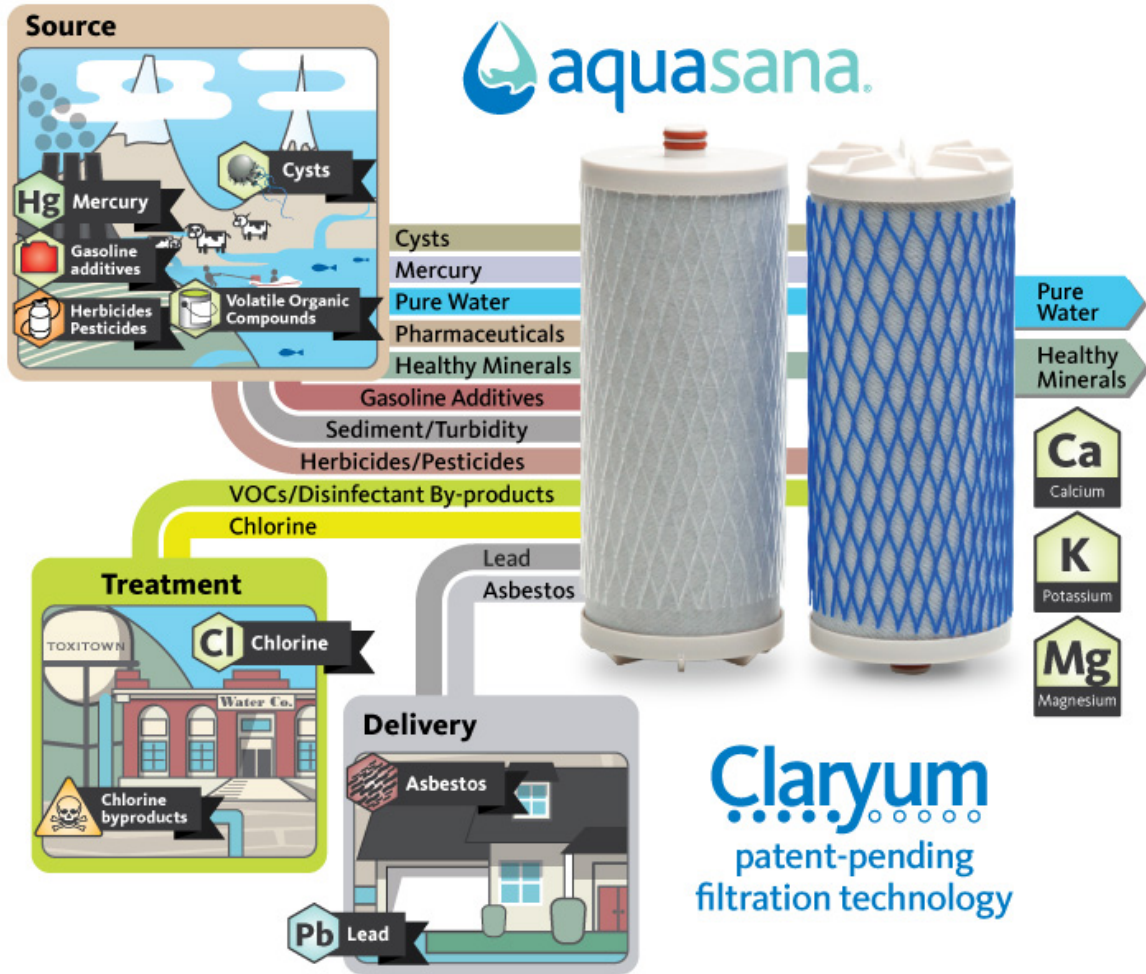 Source
aquasana®
Cysts
Hg Mercury
Gasoline
additives
Herbicides
Pesticides
Volatile Organic
Compounds
Cysts
Mercury
Pure Water
Pharmaceuticals
Healthy Minerals
Gasoline Additives
Sediment/Turbidity
Herbicides/Pesticides
VOCs/Disfectant By-products
Chlorine
Lead
Asbestos
Pure
Water
Healthy
Minerals
Ca
Calcium
K
Potassium
Mg
Magnesium
Treatment
Cl Chlorine
TOXITOWN
Water Co.
Chlorine
byproducts
Delivery
Asbestos
Pb Lead
Claryum
patent-pending
filtration technology